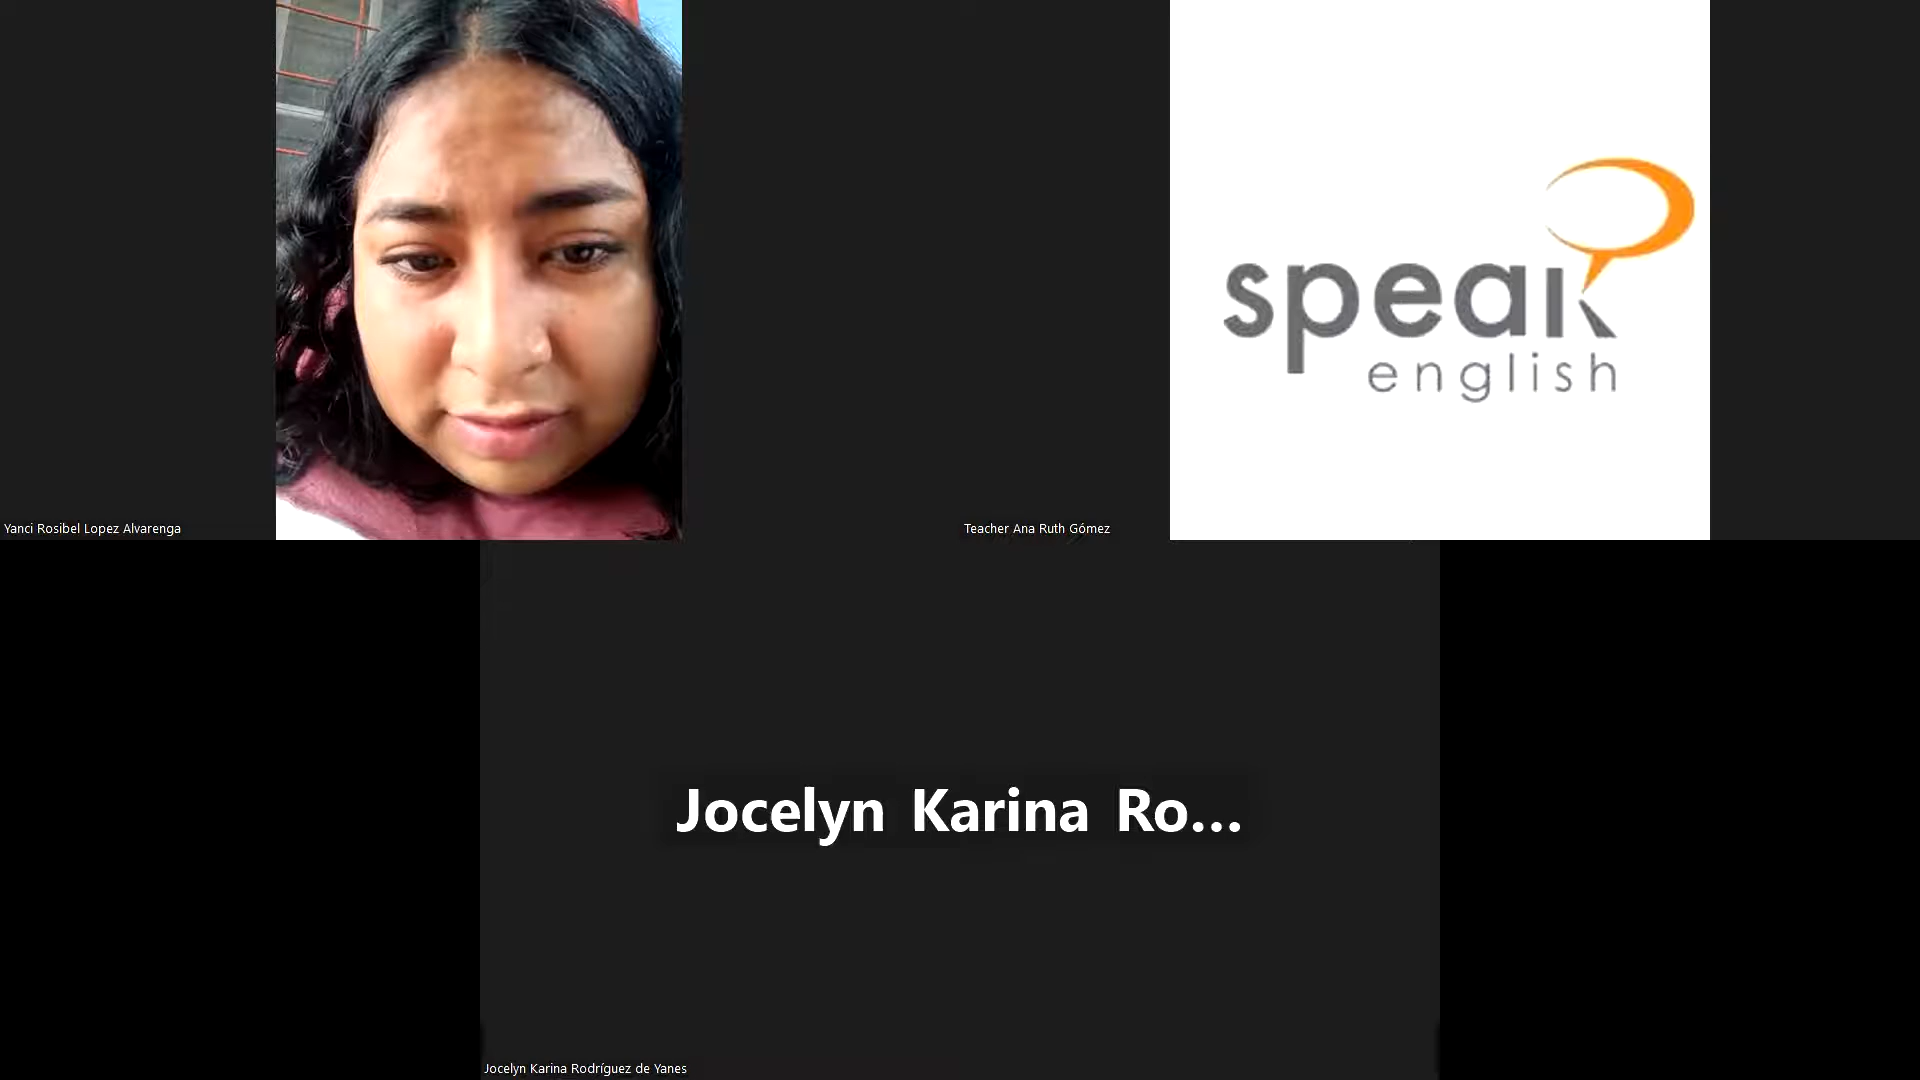 speak
english
Yanci Rosibel Lopez Alvarenga
Teacher Ana Ruth Gómez
Jocelyn Karina Ro...
Jocelyn Karina Rodríguez de Yanes